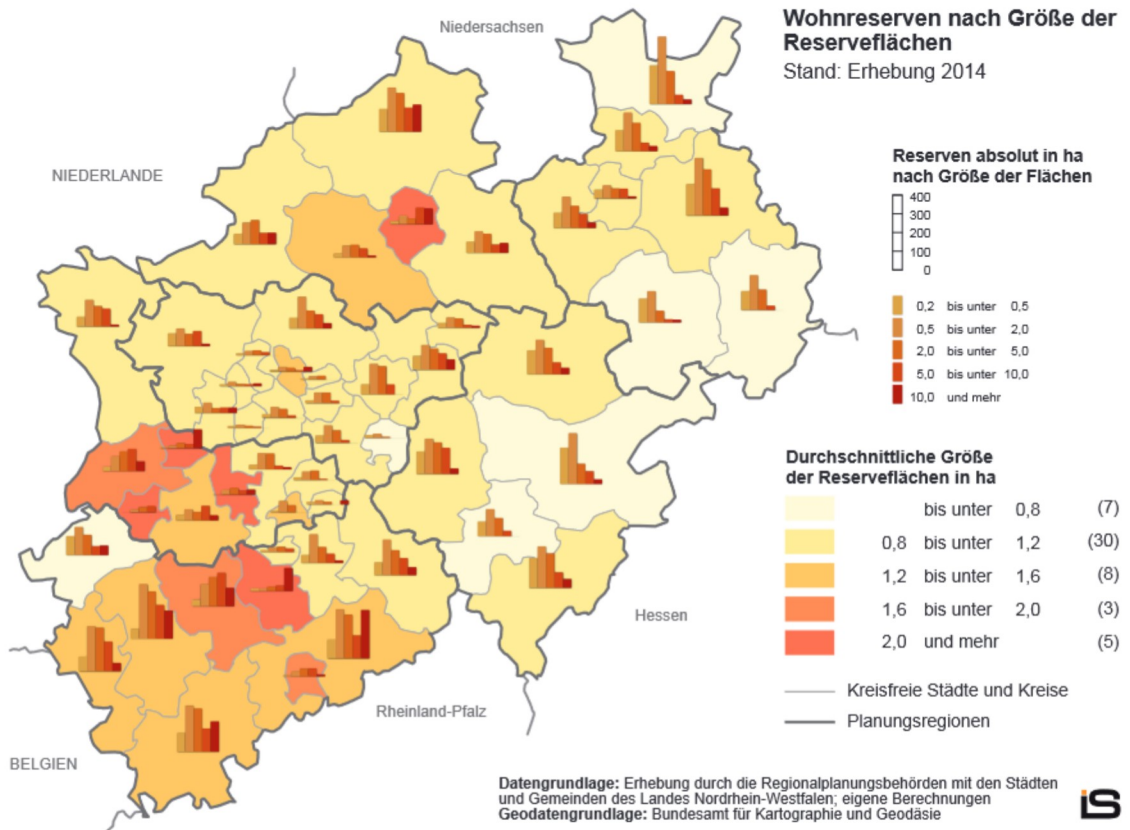 Wohnreserven nach Größe der
Reserveflächen
Stand: Erhebung 2014
Niedersachsen
NIEDERLANDE
Reserven absolut in ha
nach Größe der Flächen
400
300
200
100
0
0,2 bis unter 0,5
0,5 bis unter 2,0
2,0 bis unter 5,0
5,0 bis unter 10,0
10,0 und mehr
Durchschnittliche Größe
der Reserveflächen in ha
bis unter 0,8 (7)
0,8 bis unter 1,2 (30)
1,2 bis unter 1,6 (8)
1,6 bis unter 2,0 (3)
2,0 und mehr (5)
Hessen
Kreisfreie Städte und Kreise
Rheinland-Pfalz
Planungsregionen
BELGIEN
Datengrundlage: Erhebung durch die Regionalplanungsbehörden mit den Städten
und Gemeinden des Landes Nordrhein-Westfalen; eigene Berechnungen
Geodatengrundlage: Bundesamt für Kartographie und Geodäsie
iS